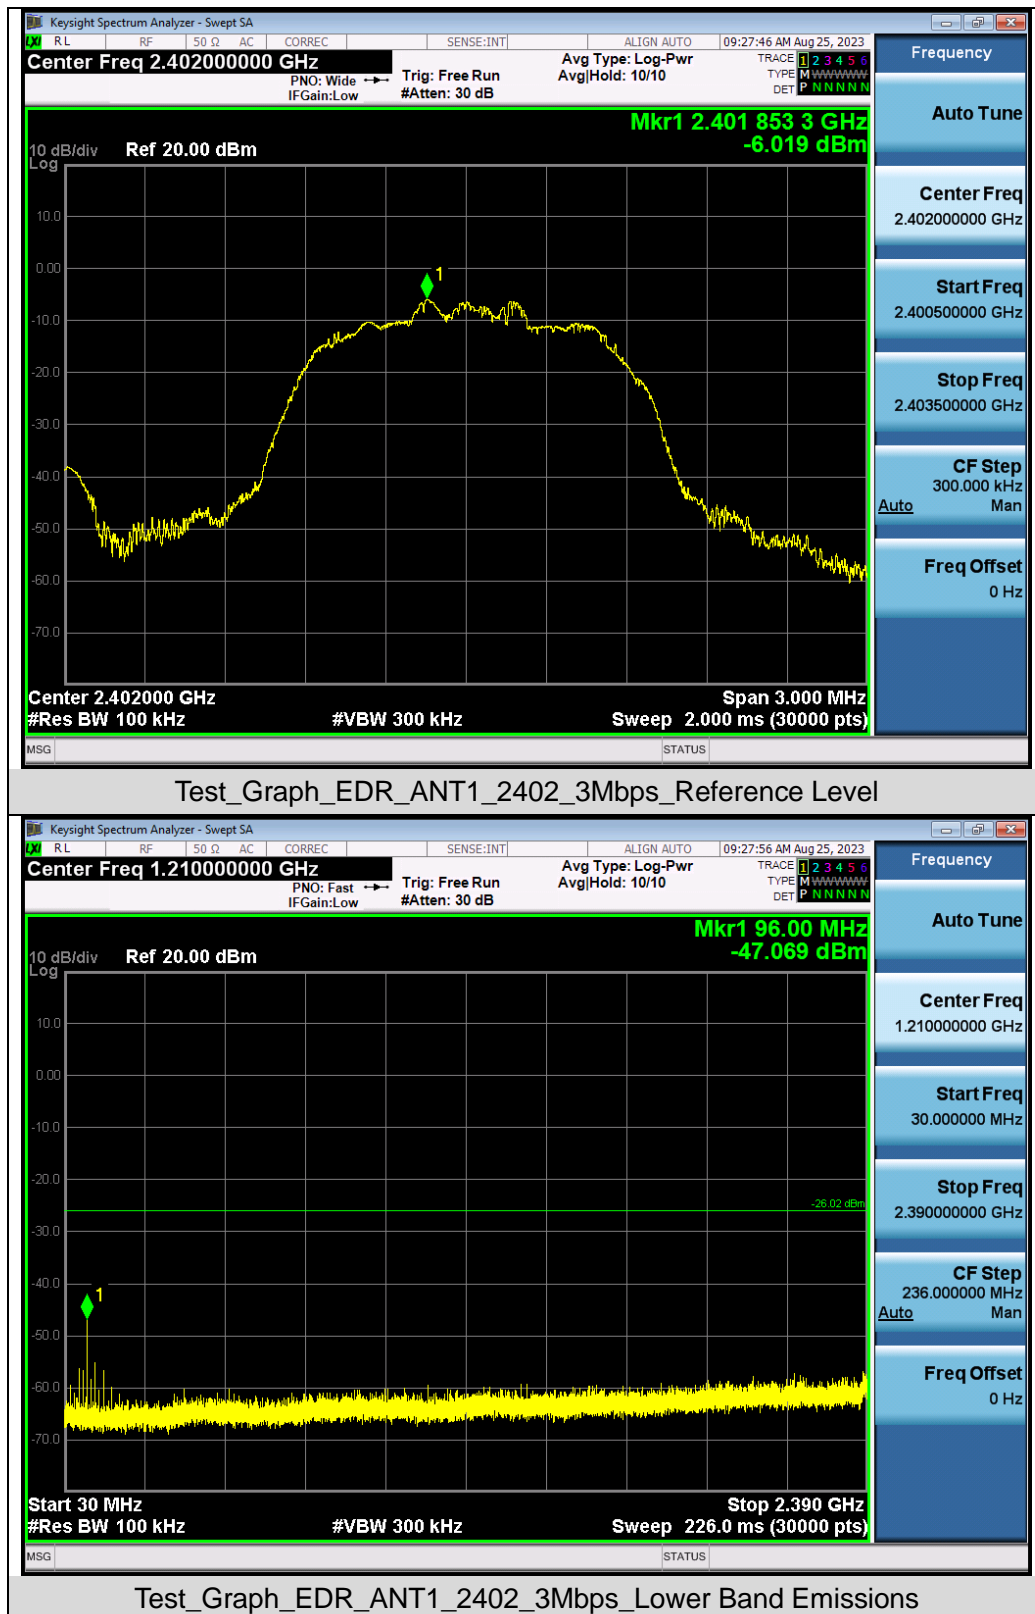 Keysight Spectrum Analyzer - Swept SA
LXI RL RF 50 Ω AC CORREC SENSE:INT ALIGN AUTO 09:27:46 AM Aug 25, 2023
Center Freq 2.402000000 GHz Avg Type: Log-Pwr TRACE 1 2 3 4 5 6
PNO: Wide Trig: Free Run Avg|Hold: 10/10 TYPE M WWWWW
IFGain:Low #Atten: 30 dB DET P N N N N N
Frequency
Auto Tune
Center Freq
2.402000000 GHz
Start Freq
2.400500000 GHz
Stop Freq
2.403500000 GHz
CF Step
300.000 kHz
Auto Man
Freq Offset
0 Hz
Mkr1 2.401 853 3 GHz
-6.019 dBm
10 dB/div Ref 20.00 dBm
Log
10.0
0.00
1
-10.0
-20.0
-30.0
-40.0
-50.0
-60.0
-70.0
Center 2.402000 GHz Span 3.000 MHz
#Res BW 100 kHz #VBW 300 kHz Sweep 2.000 ms (30000 pts)
MSG STATUS
Test_Graph_EDR_ANT1_2402_3Mbps_Reference Level
Keysight Spectrum Analyzer - Swept SA
LXI RL RF 50 Ω AC CORREC SENSE:INT ALIGN AUTO 09:27:56 AM Aug 25, 2023
Center Freq 1.210000000 GHz Avg Type: Log-Pwr TRACE 1 2 3 4 5 6
PNO: Fast Trig: Free Run Avg|Hold: 10/10 TYPE M WWWWW
IFGain:Low #Atten: 30 dB DET P N N N N N
Frequency
Auto Tune
Center Freq
1.210000000 GHz
Start Freq
30.000000 MHz
Stop Freq
2.390000000 GHz
CF Step
236.000000 MHz
Auto Man
Freq Offset
0 Hz
Mkr1 96.00 MHz
-47.069 dBm
10 dB/div Ref 20.00 dBm
Log
10.0
0.00
-10.0
-20.0
-26.02 dBm
-30.0
-40.0
1
-50.0
-60.0
-70.0
Start 30 MHz Stop 2.390 GHz
#Res BW 100 kHz #VBW 300 kHz Sweep 226.0 ms (30000 pts)
MSG STATUS
Test_Graph_EDR_ANT1_2402_3Mbps_Lower Band Emissions